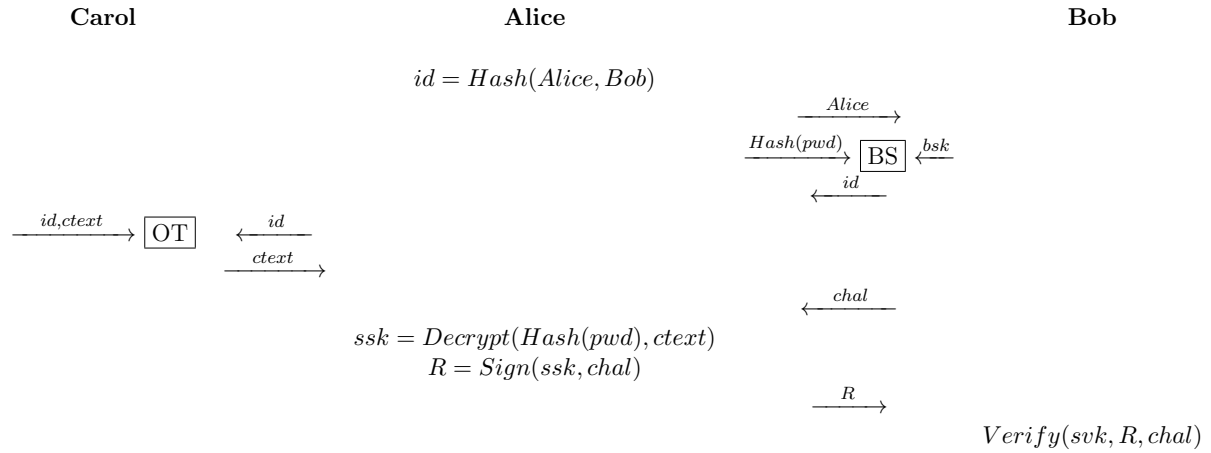 Carol Alice Bob
id = Hash(Alice, Bob)
Alice
Hash(pwd) BS bsk
id
id,ctext OT id
ctext
chal
ssk = Decrypt(Hash(pwd), ctext)
R = Sign(ssk, chal)
R
Verify(svk, R, chal)